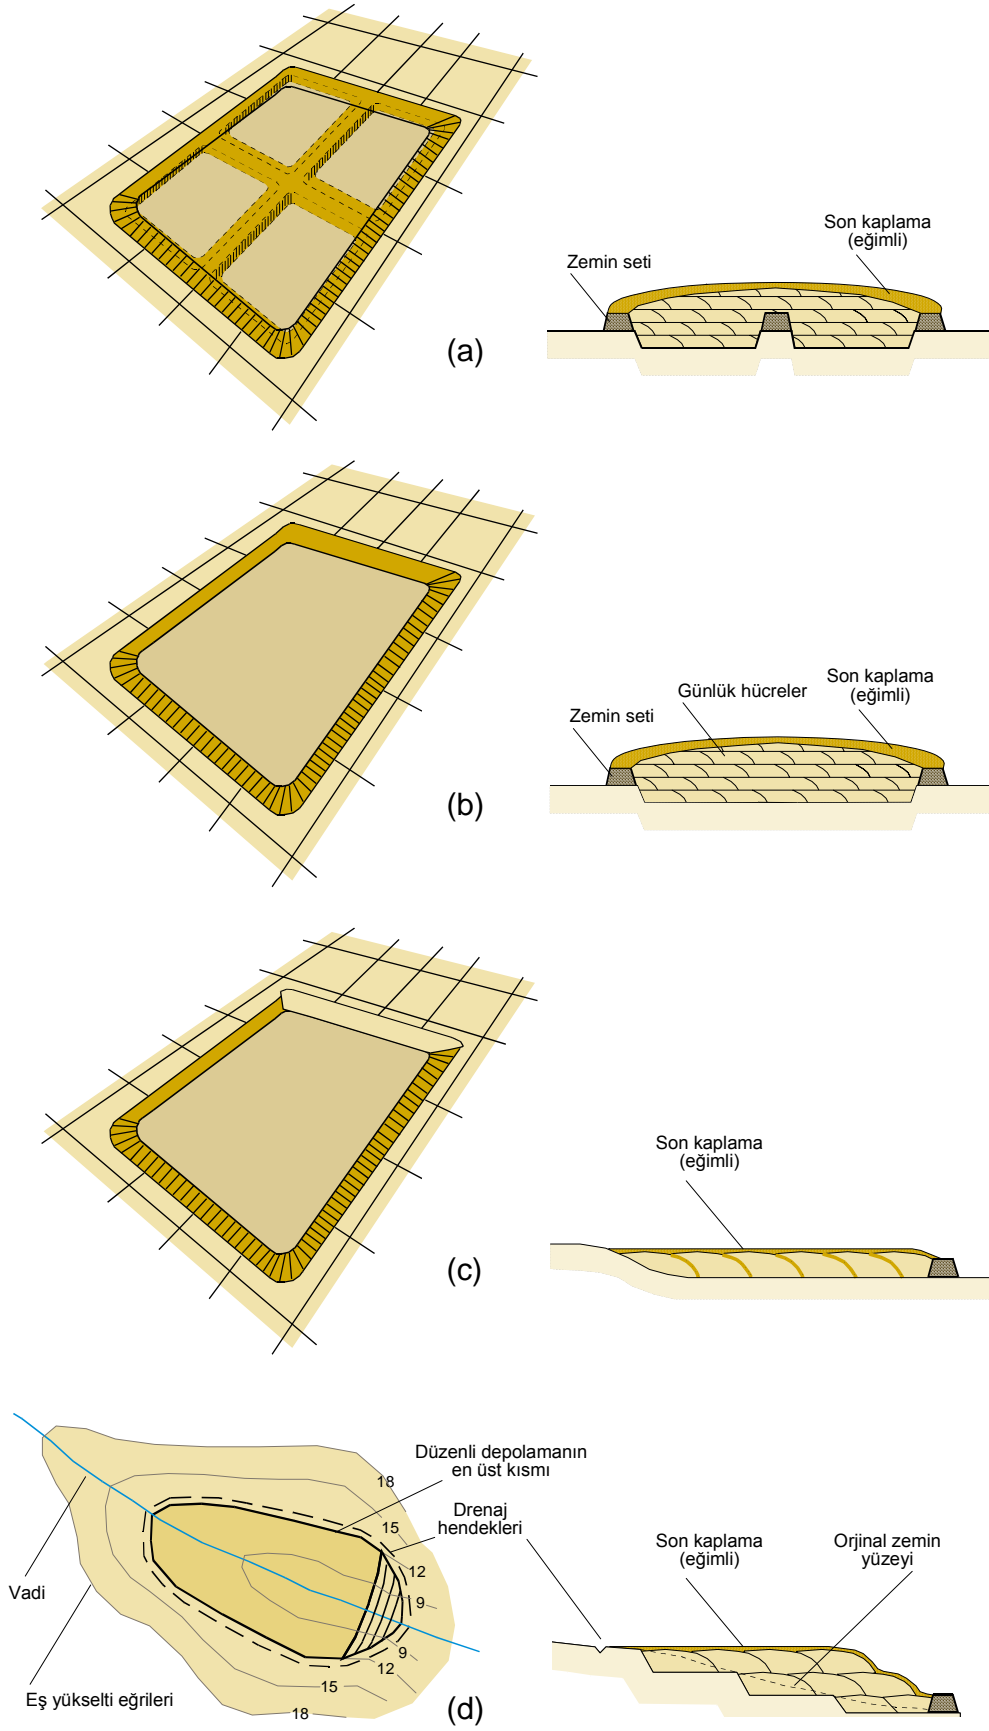 Son kaplama
(eğimli)
Zemin seti
(a)
Günlük hücreler
Son kaplama
(eğimli)
Zemin seti
(b)
Son kaplama
(eğimli)
(c)
Düzenli depolamanın
en üst kısmı
18
15
Drenaj
hendekleri
12
9
Vadi
9
12
15
18
Eş yükselti eğrileri
(d)
Son kaplama
(eğimli)
Orjinal zemin
yüzeyi